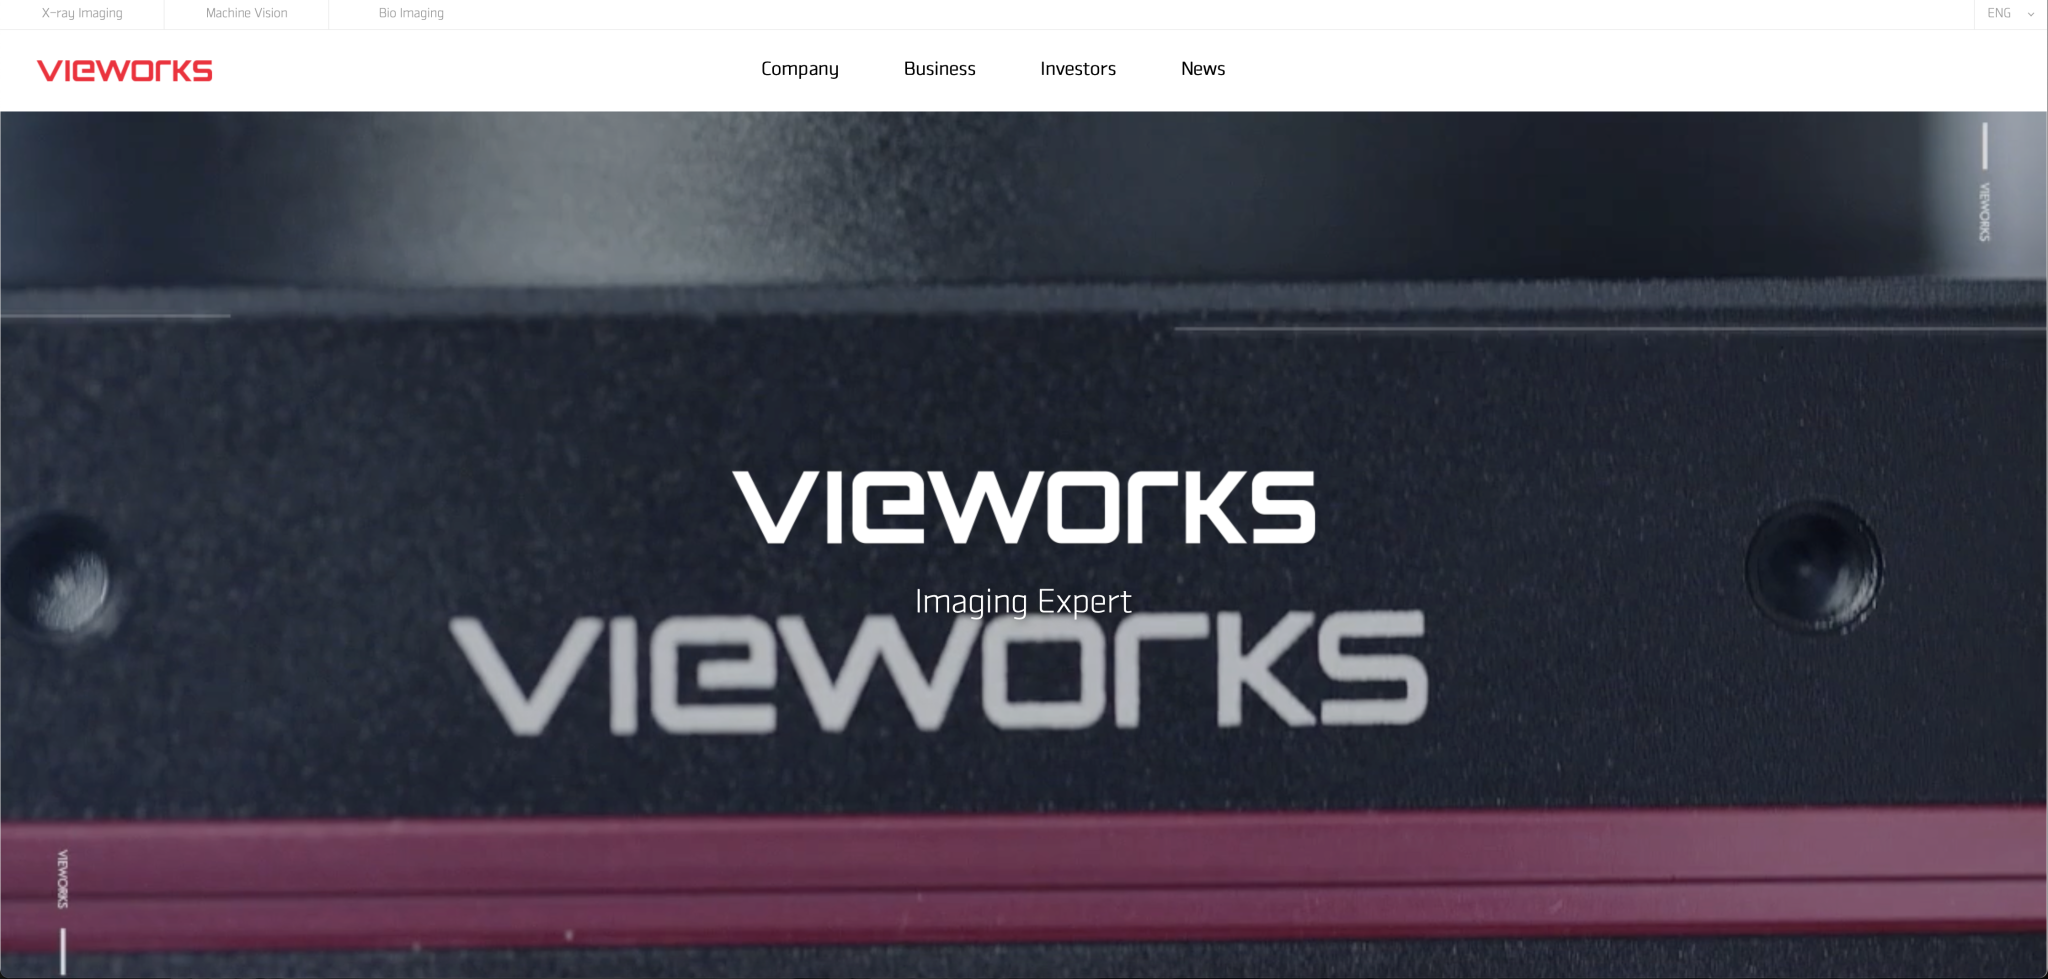 X-ray Imaging
Machine Vision
Bio Imaging
ENG
VIEWORKS
Company
Business
Investors
News
VIEWORKS
VIEWORKS
Imaging Expert
VIEWORKS
VIEWORKS